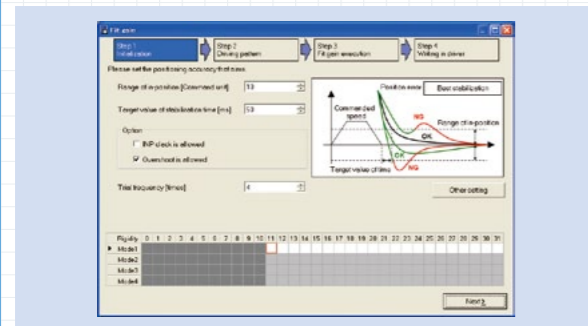 Fit gain
Step 1
Initialization
Step 2
Driving pattern
Step 3
Fit gain execution
Step 4
Writing in driver
Please set the positioning accuracy that aims.
Range of in-position [Command unit]
10
Target value of stabilization time [ms]
50
Option
INP check is allowed
Overshoot is allowed
Trial frequency [times]
4
Position error
Best stabilization
Commanded
speed
NG
Range of in-position
OK
OK
NG
Target value of time
Other setting
Rigidity 0 1 2 3 4 5 6 7 8 9 10 11 12 13 14 15 16 17 18 19 20 21 22 23 24 25 26 27 28 29 30 31
Mode1
Mode2
Mode3
Mode4
Next